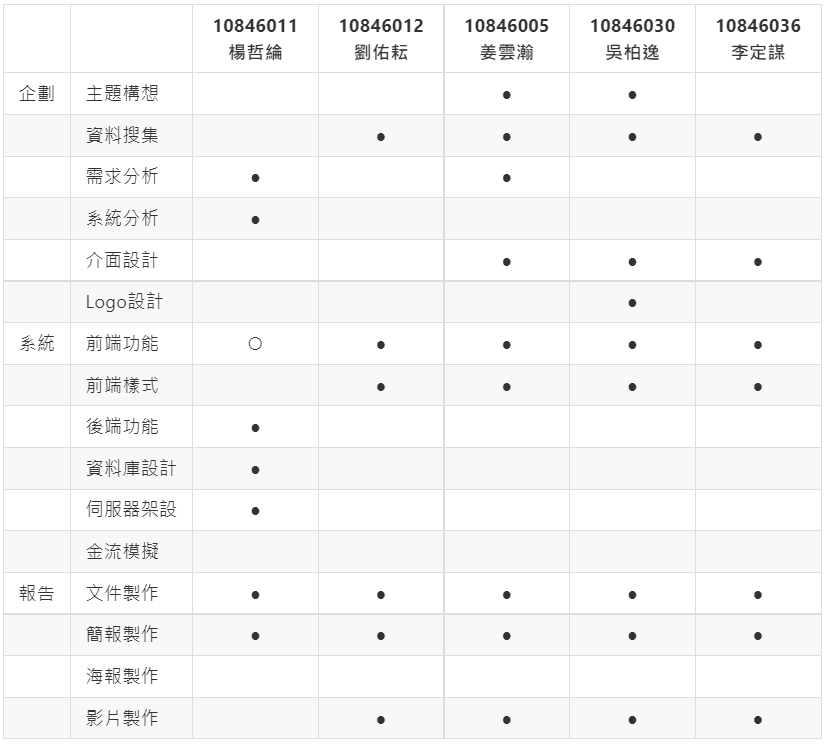 10846011 10846012 10846005 10846030 10846036
楊哲綸 劉佑耘 姜雲瀚 吳柏逸 李定謀
企劃 主題構想 ● ●
資料搜集 ● ● ● ●
需求分析 ● ●
系統分析 ●
介面設計 ● ● ●
Logo設計 ●
系統 前端功能 ○ ● ● ● ●
前端樣式 ● ● ● ●
後端功能 ●
資料庫設計 ●
伺服器架設 ●
金流模擬
報告 文件製作 ● ● ● ● ●
簡報製作 ● ● ● ● ●
海報製作
影片製作 ● ● ● ●